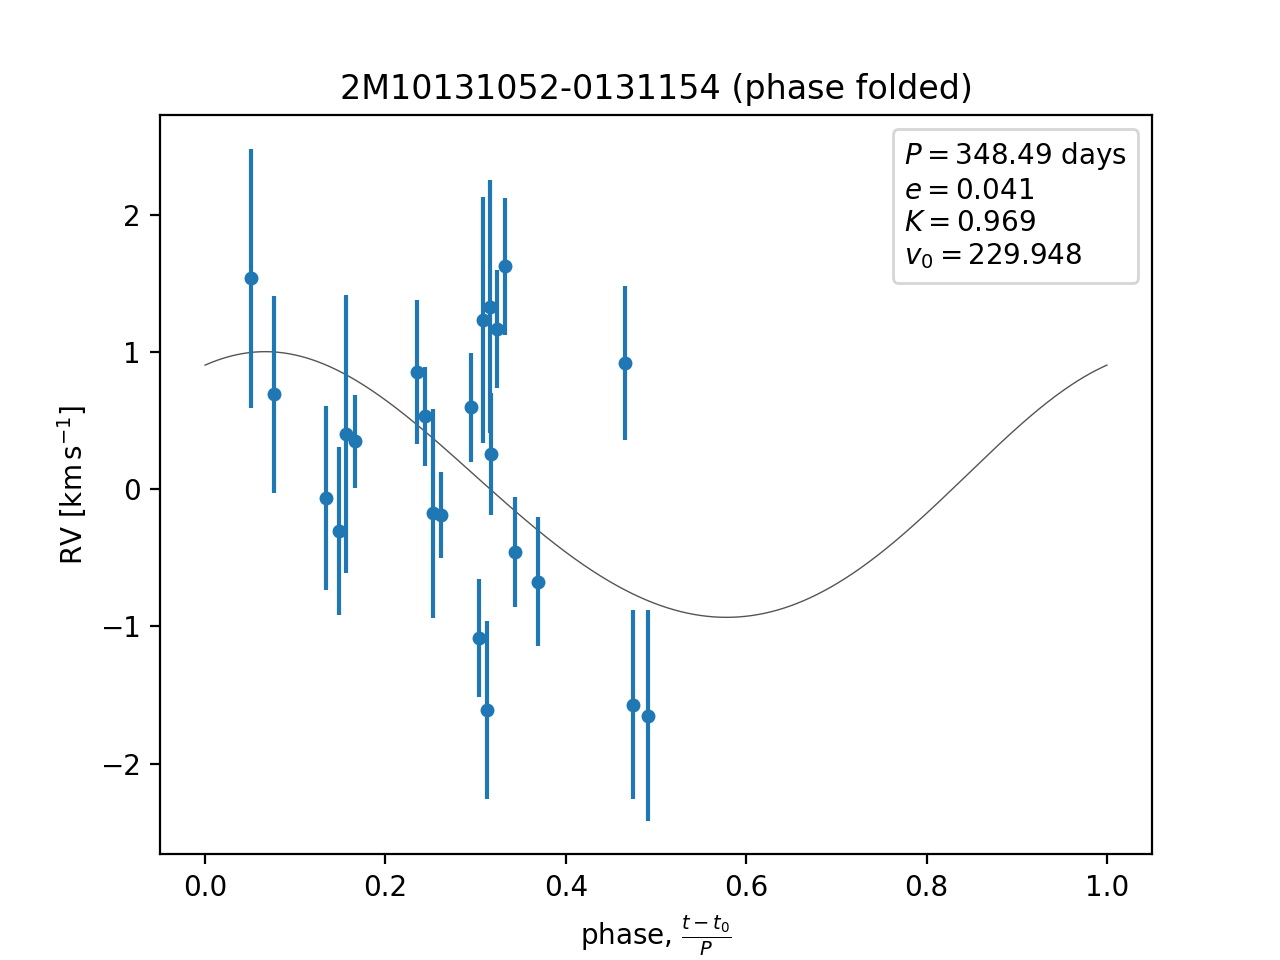 2M10131052-0131154 (phase folded)
P = 348.49 days
e = 0.041
K = 0.969
v₀ = 229.948
RV [km s⁻¹]
2
1
0
−1
−2
0.0 0.2 0.4 0.6 0.8 1.0
phase, (t − t₀)/P